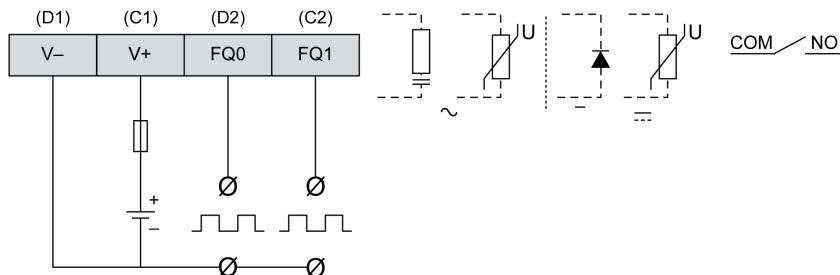 (D1) (C1) (D2) (C2)
V– V+ FQ0 FQ1
U U
COM NO
+
–
~ –